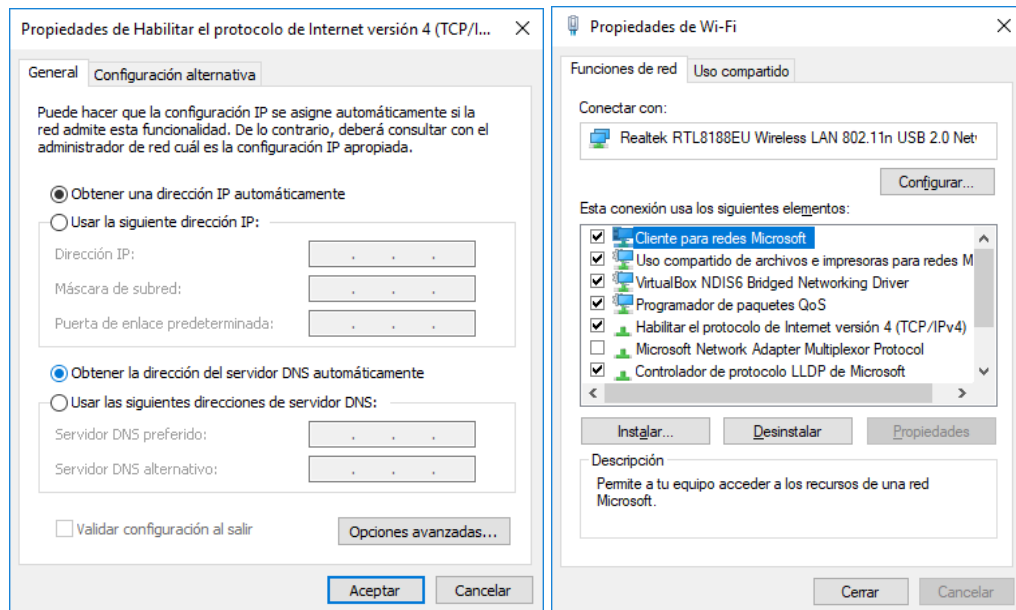 Propiedades de Habilitar el protocolo de Internet versión 4 (TCP/I...
General
Configuración alternativa
Puede hacer que la configuración IP se asigne automáticamente si la
red admite esta funcionalidad. De lo contrario, deberá consultar con el
administrador de red cuál es la configuración IP apropiada.
Obtener una dirección IP automáticamente
Usar la siguiente dirección IP:
Dirección IP:
Máscara de subred:
Puerta de enlace predeterminada:
Obtener la dirección del servidor DNS automáticamente
Usar las siguientes direcciones de servidor DNS:
Servidor DNS preferido:
Servidor DNS alternativo:
Validar configuración al salir
Opciones avanzadas...
Aceptar
Cancelar
Propiedades de Wi-Fi
Funciones de red
Uso compartido
Conectar con:
Realtek RTL8188EU Wireless LAN 802.11n USB 2.0 Net
Configurar...
Esta conexión usa los siguientes elementos:
Cliente para redes Microsoft
Uso compartido de archivos e impresoras para redes M
VirtualBox NDIS6 Bridged Networking Driver
Programador de paquetes QoS
Habilitar el protocolo de Internet versión 4 (TCP/IPv4)
Microsoft Network Adapter Multiplexor Protocol
Controlador de protocolo LLDP de Microsoft
Instalar...
Desinstalar
Propiedades
Descripción
Permite a tu equipo acceder a los recursos de una red
Microsoft.
Cerrar
Cancelar